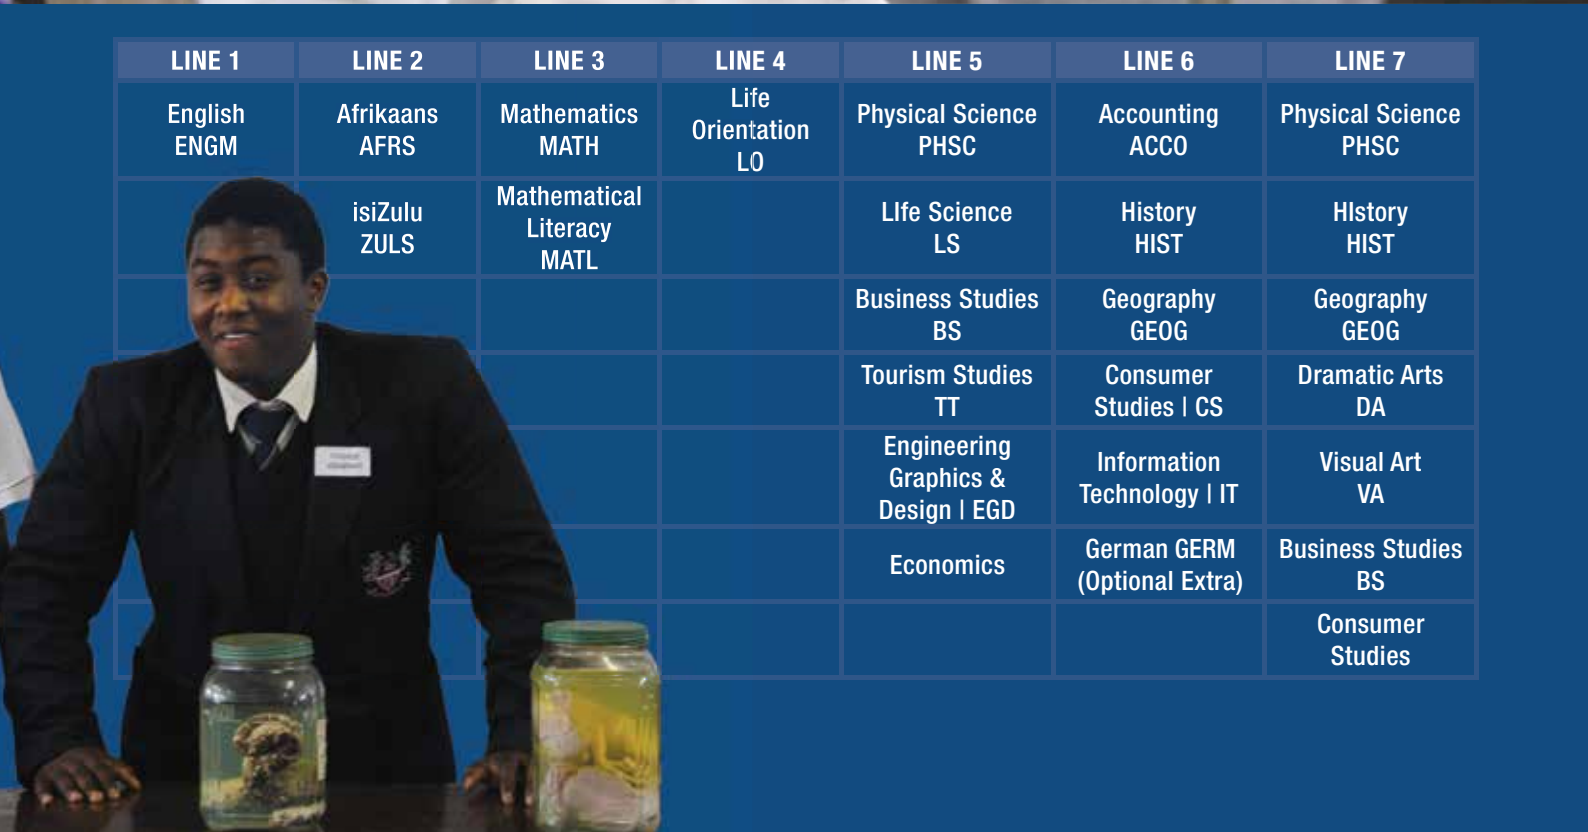 LINE 1
LINE 2
LINE 3
LINE 4
LINE 5
LINE 6
LINE 7
English
ENGM
Afrikaans
AFRS
Mathematics
MATH
Life
Orientation
LO
Physical Science
PHSC
Accounting
ACCO
Physical Science
PHSC
isiZulu
ZULS
Mathematical
Literacy
MATL
LIfe Science
LS
History
HIST
HIstory
HIST
Business Studies
BS
Geography
GEOG
Geography
GEOG
Tourism Studies
TT
Consumer
Studies | CS
Dramatic Arts
DA
Engineering
Graphics &
Design | EGD
Information
Technology | IT
Visual Art
VA
Economics
German GERM
(Optional Extra)
Business Studies
BS
Consumer
Studies